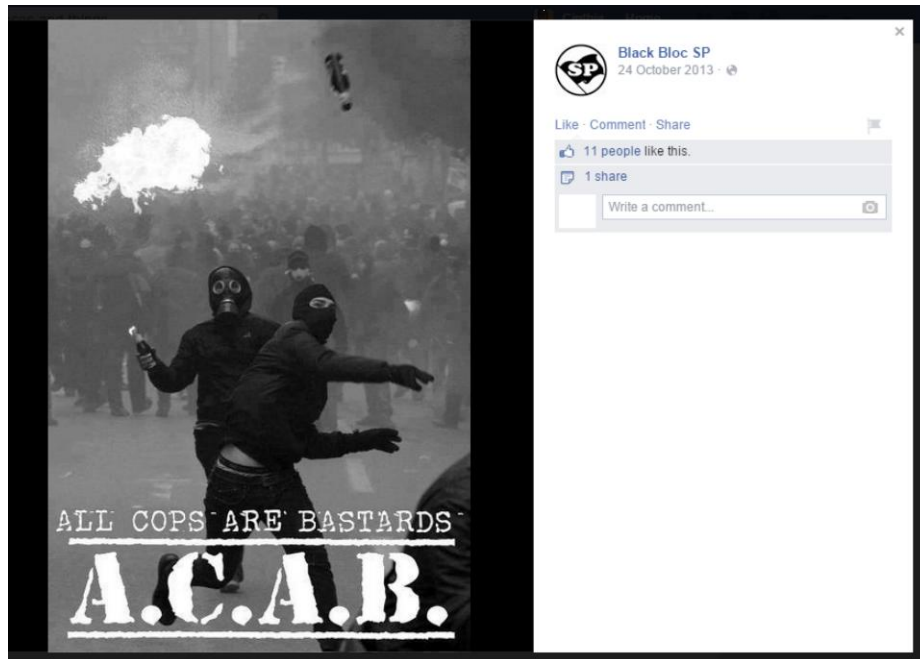 ALL COPS ARE BASTARDS
A.C.A.B.
SP
Black Bloc SP
24 October 2013 ·
Like · Comment · Share
11 people like this.
1 share
Write a comment...